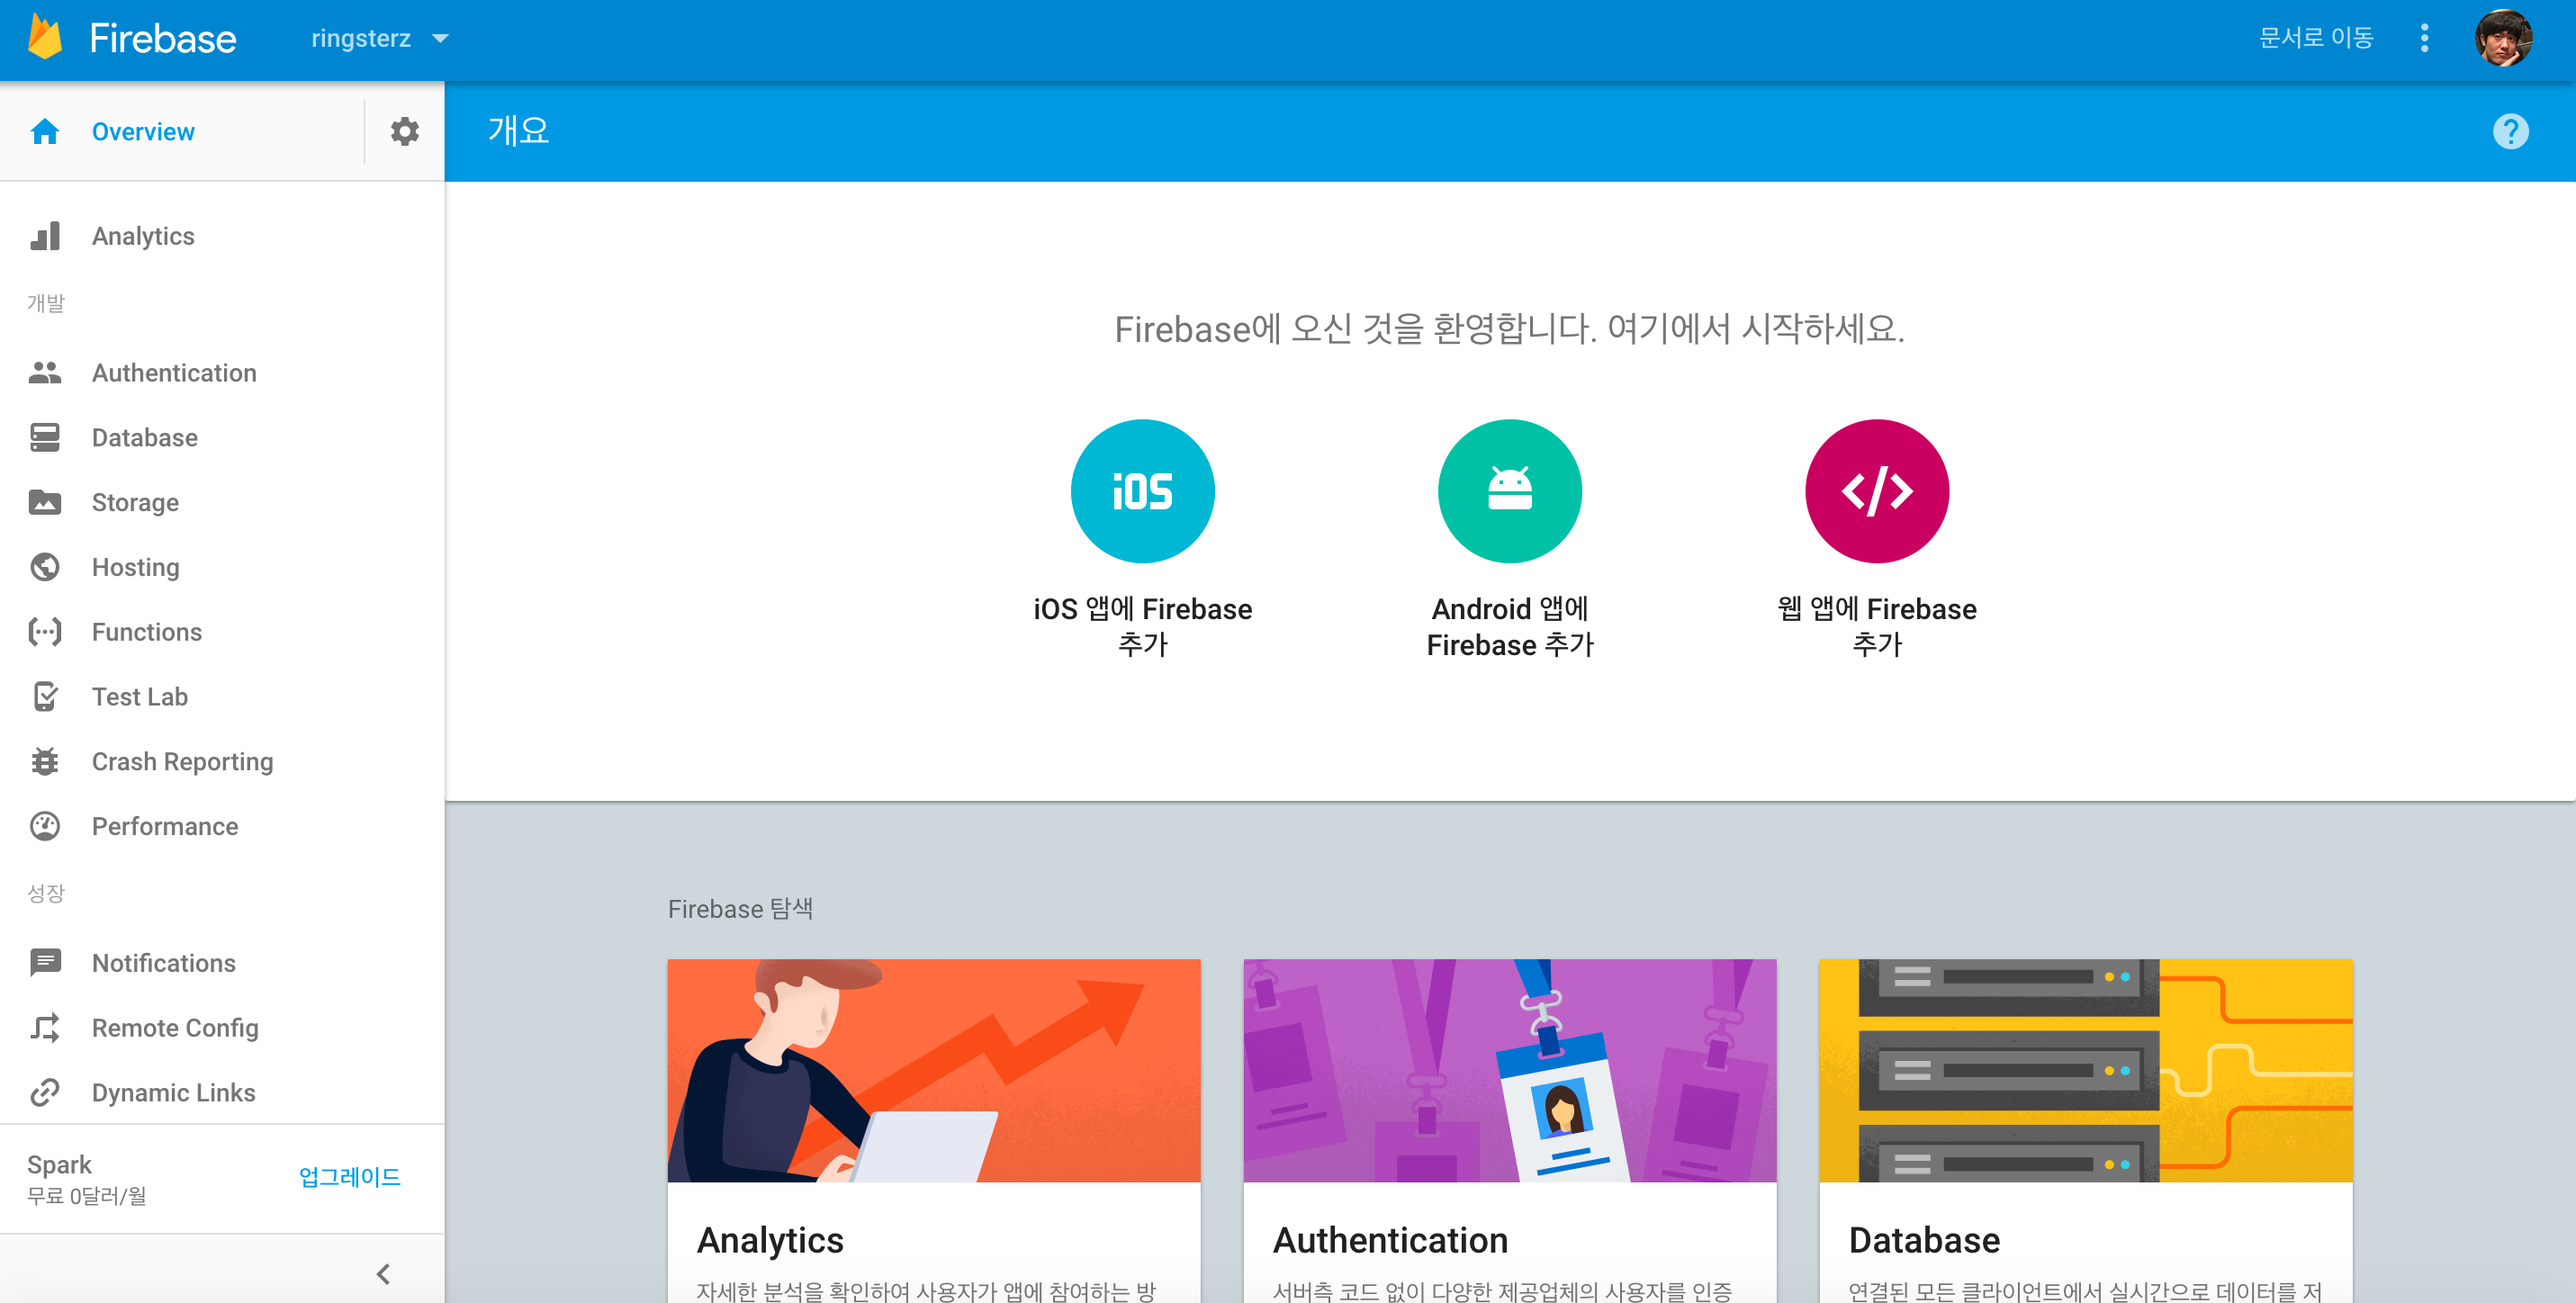 Firebase
ringsterz
문서로 이동
Overview
개요
Analytics
개발
Authentication
Database
Storage
Hosting
Functions
Test Lab
Crash Reporting
Performance
성장
Notifications
Remote Config
Dynamic Links
Spark
무료 0달러/월
업그레이드
Firebase에 오신 것을 환영합니다. 여기에서 시작하세요.
iOS
iOS 앱에 Firebase
추가
Android 앱에
Firebase 추가
</>
웹 앱에 Firebase
추가
Firebase 탐색
Analytics
자세한 분석을 확인하여 사용자가 앱에 참여하는 방
Authentication
서버측 코드 없이 다양한 제공업체의 사용자를 인증
Database
연결된 모든 클라이언트에서 실시간으로 데이터를 저